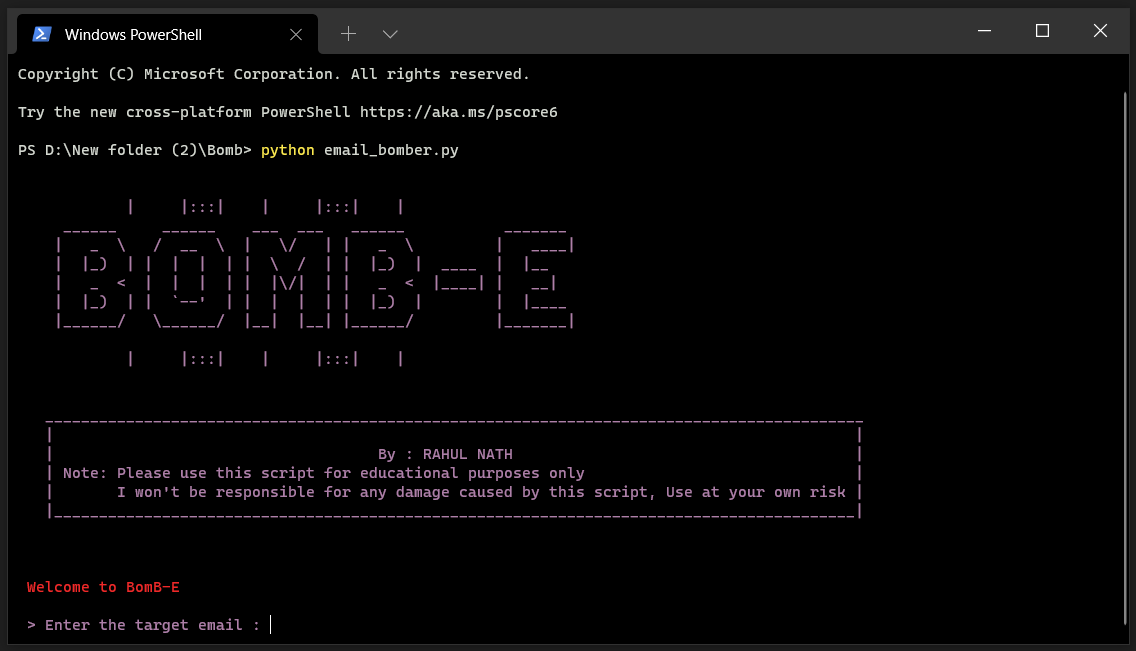 Windows PowerShell
Copyright (C) Microsoft Corporation. All rights reserved.
Try the new cross-platform PowerShell https://aka.ms/pscore6
PS D:\New folder (2)\Bomb> python email_bomber.py
BOMB-E
By : RAHUL NATH
Note: Please use this script for educational purposes only
I won't be responsible for any damage caused by this script, Use at your own risk
Welcome to BomB-E
> Enter the target email :